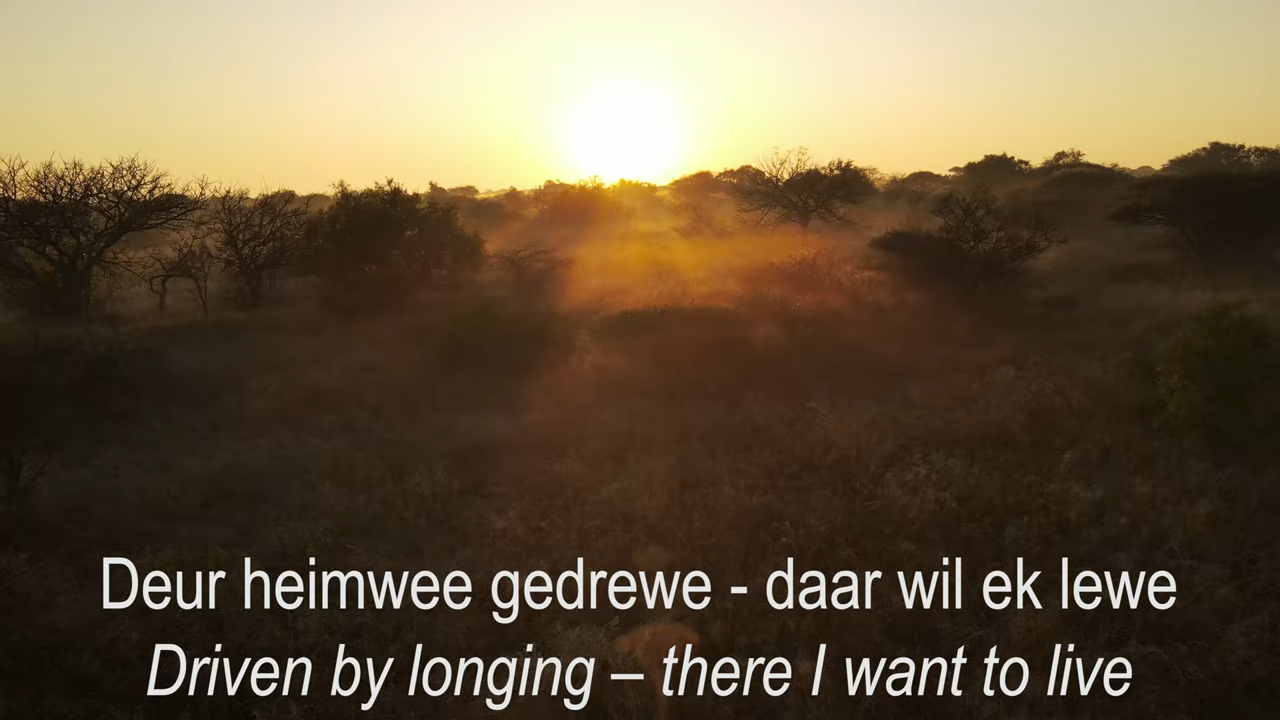 Deur heimwee gedrewe - daar wil ek lewe
Driven by longing – there I want to live